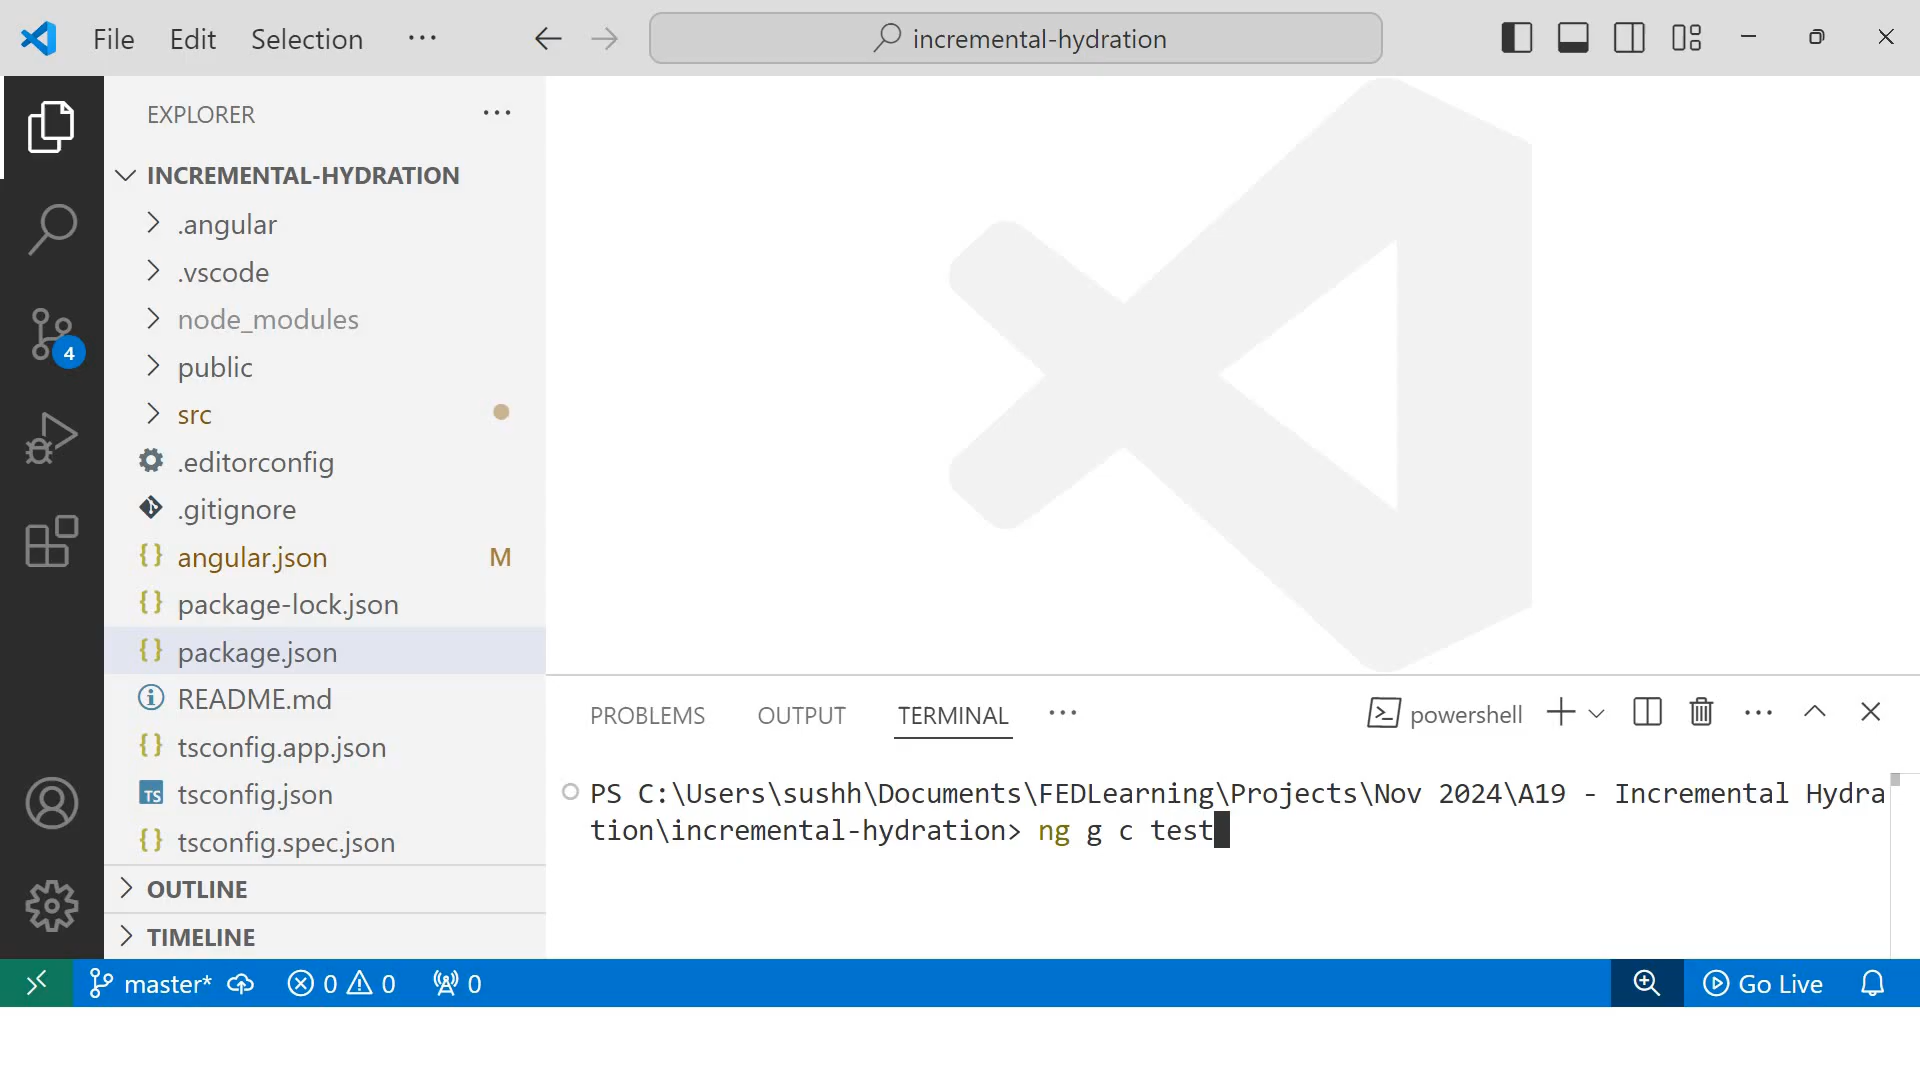 File Edit Selection ··· incremental-hydration
EXPLORER ···
INCREMENTAL-HYDRATION
.angular
.vscode
node_modules
4
public
src
.editorconfig
.gitignore
angular.json M
package-lock.json
package.json
README.md
tsconfig.app.json
tsconfig.json
tsconfig.spec.json
OUTLINE
TIMELINE
PROBLEMS OUTPUT TERMINAL ··· powershell ···
PS C:\Users\sushh\Documents\FEDLearning\Projects\Nov 2024\A19 - Incremental Hydra
tion\incremental-hydration> ng g c test
master* 0 0 0 Go Live